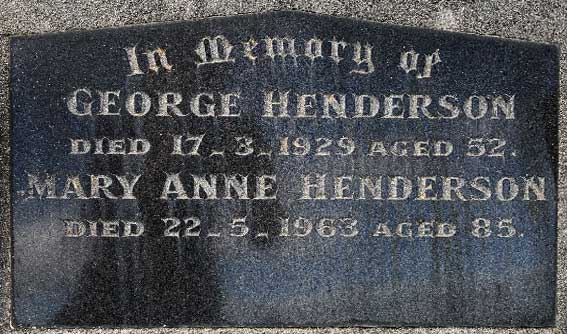 In Memory of
GEORGE HENDERSON
DIED 17-3-1929 AGED 52.
MARY ANNE HENDERSON
DIED 22-5-1963 AGED 85.